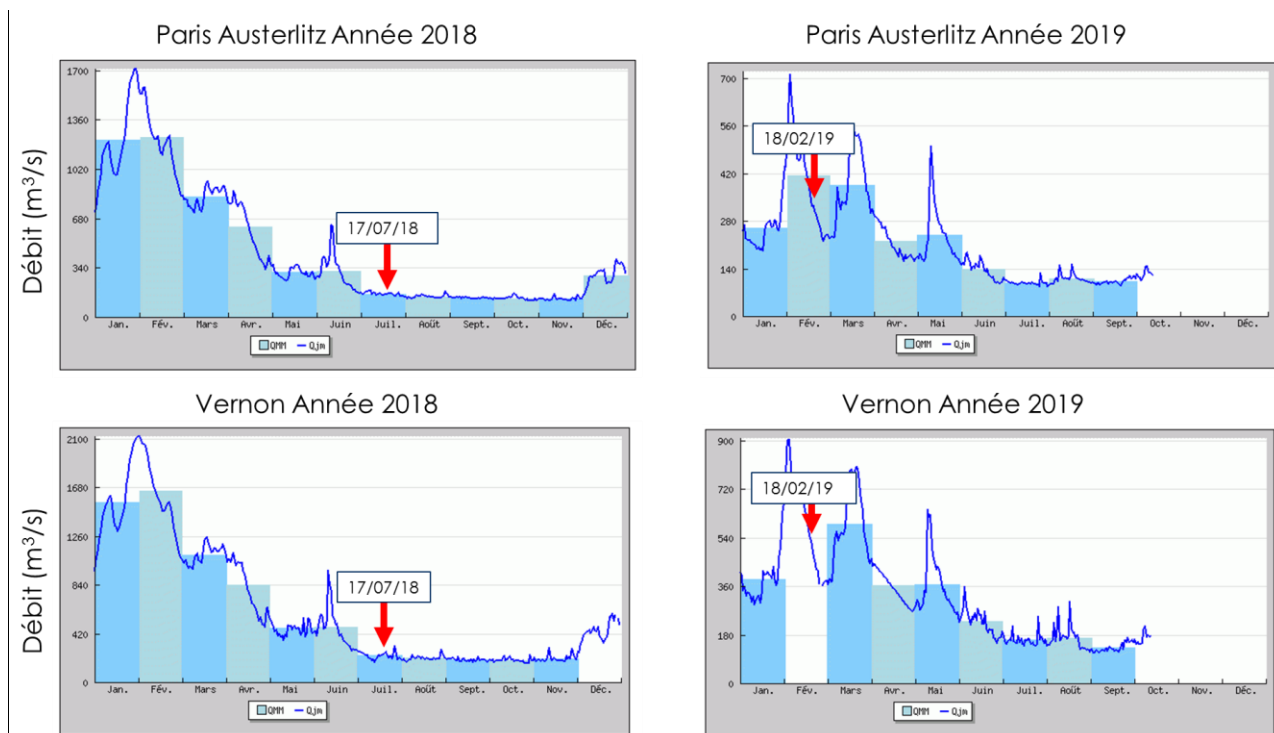 Paris Austerlitz Année 2018
Débit (m³/s)
1700
1360
1020
680
340
0
17/07/18
Jan. Fév. Mars Avr. Mai Juin Juil. Août Sept. Oct. Nov. Déc.
QMM Qjm
Paris Austerlitz Année 2019
700
560
420
280
140
0
18/02/19
Jan. Fév. Mars Avr. Mai Juin Juil. Août Sept. Oct. Nov. Déc.
QMM Qjm
Vernon Année 2018
Débit (m³/s)
2100
1680
1260
840
420
0
17/07/18
Jan. Fév. Mars Avr. Mai Juin Juil. Août Sept. Oct. Nov. Déc.
QMM Qjm
Vernon Année 2019
900
720
540
360
180
0
18/02/19
Jan. Fév. Mars Avr. Mai Juin Juil. Août Sept. Oct. Nov. Déc.
QMM Qjm